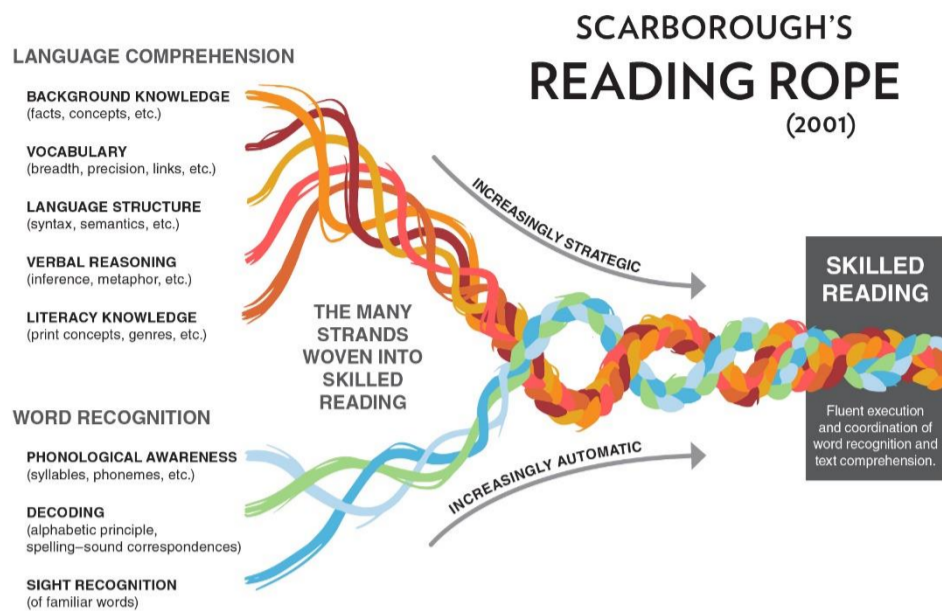 SCARBOROUGH'S
READING ROPE
(2001)
LANGUAGE COMPREHENSION
BACKGROUND KNOWLEDGE
(facts, concepts, etc.)
VOCABULARY
(breadth, precision, links, etc.)
LANGUAGE STRUCTURE
(syntax, semantics, etc.)
VERBAL REASONING
(inference, metaphor, etc.)
LITERACY KNOWLEDGE
(print concepts, genres, etc.)
THE MANY
STRANDS
WOVEN INTO
SKILLED
READING
WORD RECOGNITION
PHONOLOGICAL AWARENESS
(syllables, phonemes, etc.)
DECODING
(alphabetic principle,
spelling–sound correspondences)
SIGHT RECOGNITION
(of familiar words)
INCREASINGLY STRATEGIC
INCREASINGLY AUTOMATIC
SKILLED
READING
Fluent execution
and coordination of
word recognition and
text comprehension.